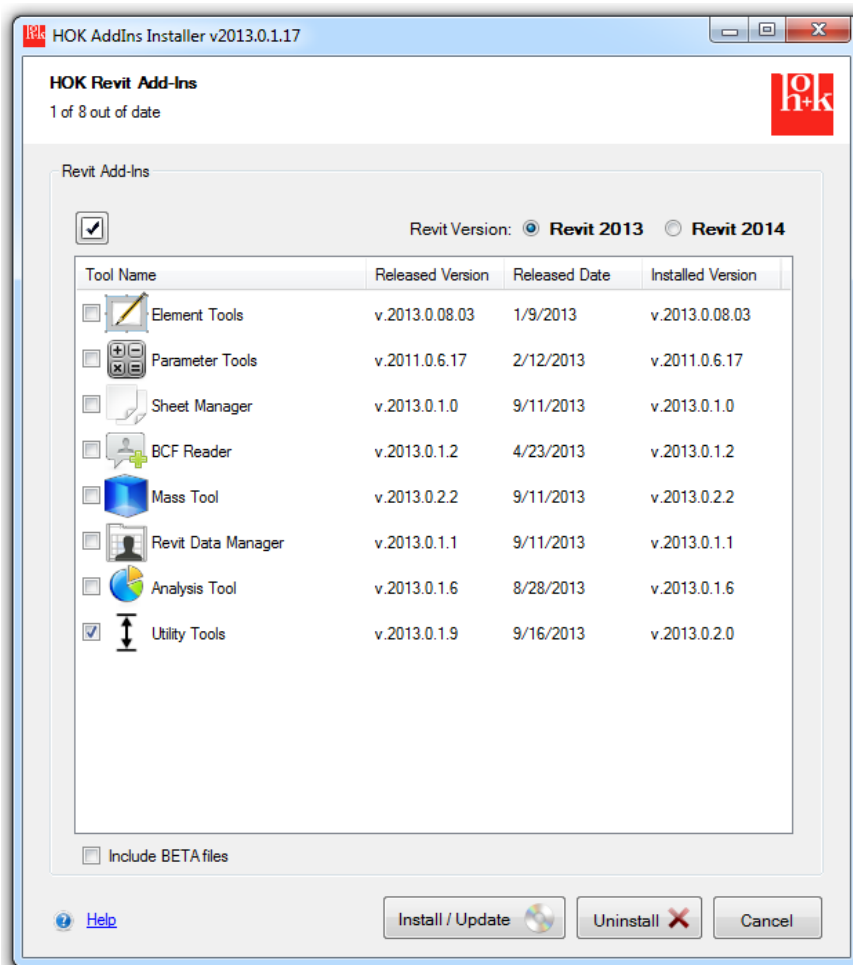 HOK AddIns Installer v2013.0.1.17
HOK Revit Add-Ins
1 of 8 out of date
ho+k
Revit Add-Ins
Revit Version: Revit 2013 Revit 2014
Tool Name Released Version Released Date Installed Version
Element Tools v.2013.0.08.03 1/9/2013 v.2013.0.08.03
Parameter Tools v.2011.0.6.17 2/12/2013 v.2011.0.6.17
Sheet Manager v.2013.0.1.0 9/11/2013 v.2013.0.1.0
BCF Reader v.2013.0.1.2 4/23/2013 v.2013.0.1.2
Mass Tool v.2013.0.2.2 9/11/2013 v.2013.0.2.2
Revit Data Manager v.2013.0.1.1 9/11/2013 v.2013.0.1.1
Analysis Tool v.2013.0.1.6 8/28/2013 v.2013.0.1.6
Utility Tools v.2013.0.1.9 9/16/2013 v.2013.0.2.0
Include BETA files
Help Install / Update Uninstall Cancel